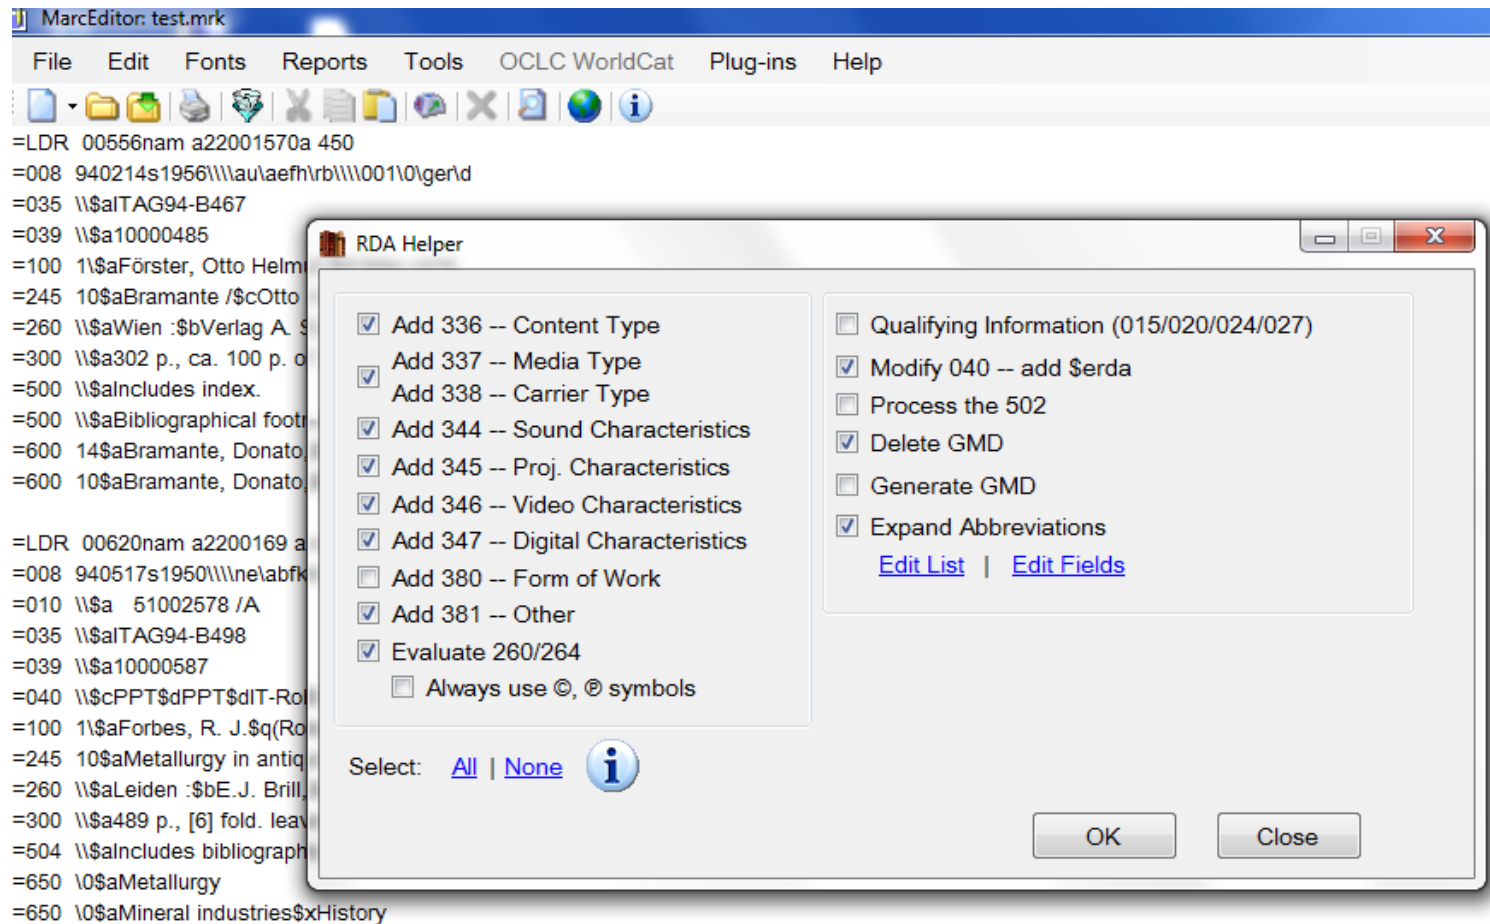 MarcEditor: test.mrk
File Edit Fonts Reports Tools OCLC WorldCat Plug-ins Help
=LDR 00556nam a22001570a 450
=008 940214s1956\\\\au\aefh\rb\\\\001\0\ger\d
=035 \\$aITAG94-B467
=039 \\$a10000485
=100 1\$aFörster, Otto Helm
=245 10$aBramante /$cOtto
=260 \\$aWien :$bVerlag A. S
=300 \\$a302 p., ca. 100 p. o
=500 \\$aIncludes index.
=500 \\$aBibliographical footn
=600 14$aBramante, Donato,
=600 10$aBramante, Donato,
=LDR 00620nam a2200169 a
=008 940517s1950\\\\ne\abfk
=010 \\$a 51002578 /A
=035 \\$aITAG94-B498
=039 \\$a10000587
=040 \\$cPPT$dPPT$dIT-Ro
=100 1\$aForbes, R. J.$q(Ro
=245 10$aMetallurgy in antiq
=260 \\$aLeiden :$bE.J. Brill,
=300 \\$a489 p., [6] fold. leav
=504 \\$aIncludes bibliograph
=650 \0$aMetallurgy
=650 \0$aMineral industries$xHistory
RDA Helper
Add 336 -- Content Type
Add 337 -- Media Type
Add 338 -- Carrier Type
Add 344 -- Sound Characteristics
Add 345 -- Proj. Characteristics
Add 346 -- Video Characteristics
Add 347 -- Digital Characteristics
Add 380 -- Form of Work
Add 381 -- Other
Evaluate 260/264
Always use ©, ℗ symbols
Qualifying Information (015/020/024/027)
Modify 040 -- add $erda
Process the 502
Delete GMD
Generate GMD
Expand Abbreviations
Edit List | Edit Fields
Select: All | None
OK Close